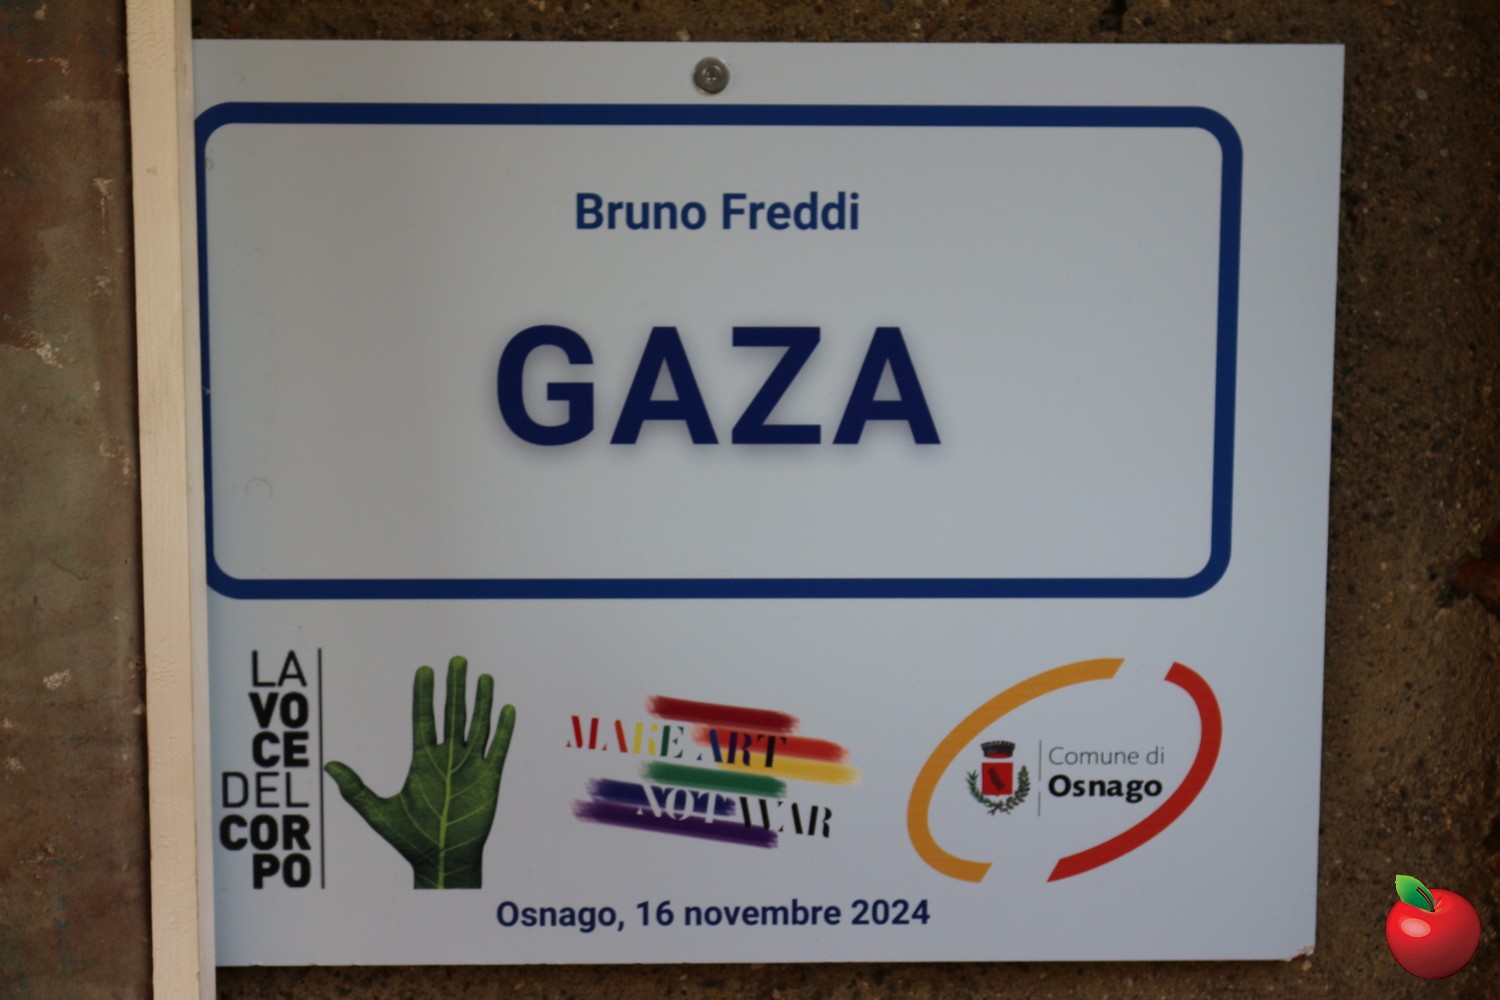 Bruno Freddi
GAZA
LA
VO
CE
DEL
COR
PO
MAKE ART
NOT WAR
Comune di
Osnago
Osnago, 16 novembre 2024